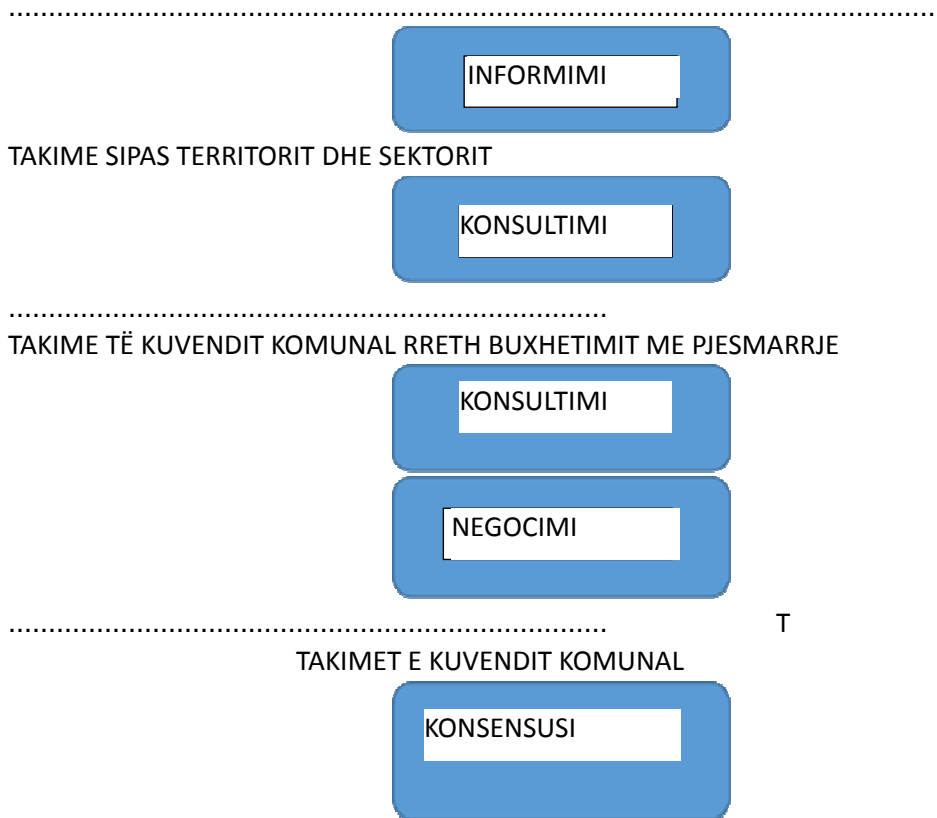 ....................................................................................................................
INFORMIMI
TAKIME SIPAS TERRITORIT DHE SEKTORIT
KONSULTIMI
...........................................................................
TAKIME TË KUVENDIT KOMUNAL RRETH BUXHETIMIT ME PJESMARRJE
KONSULTIMI
NEGOCIMI
........................................................................... T
TAKIMET E KUVENDIT KOMUNAL
KONSENSUSI